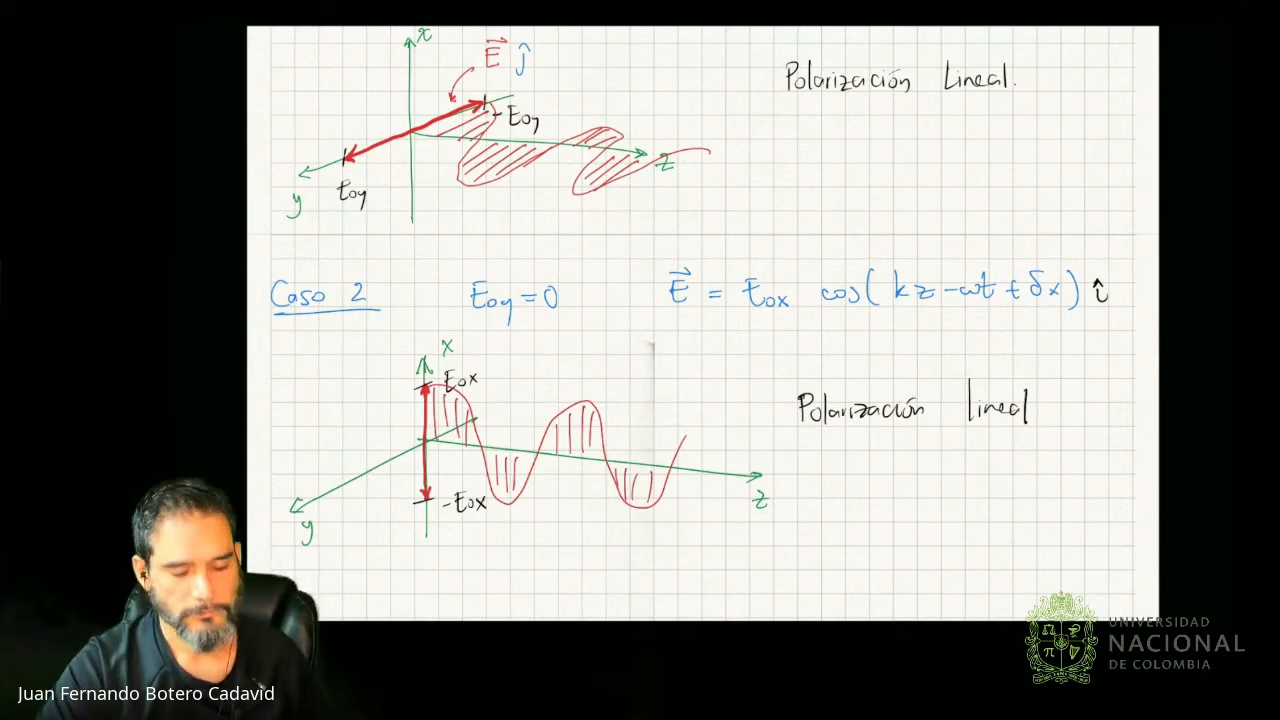 x
E⃗ ĵ
Polarización Lineal.
-Eoy
z
Eoy
y
Caso 2 Eoy = 0 E⃗ = Eox cos( kz - ωt + δx ) î
x
Eox
Polarización lineal
-Eox
z
y
UNIVERSIDAD
NACIONAL
DE COLOMBIA
Juan Fernando Botero Cadavid